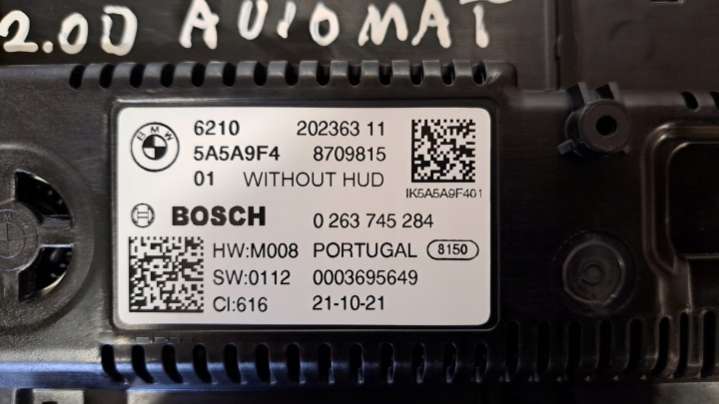 2.0D AUTOMAT
BMW
6210 202363 11
5A5A9F4 8709815
01 WITHOUT HUD
IK5A5A9F401
BOSCH 0 263 745 284
HW:M008 PORTUGAL 8150
SW:0112 0003695649
CI:616 21-10-21